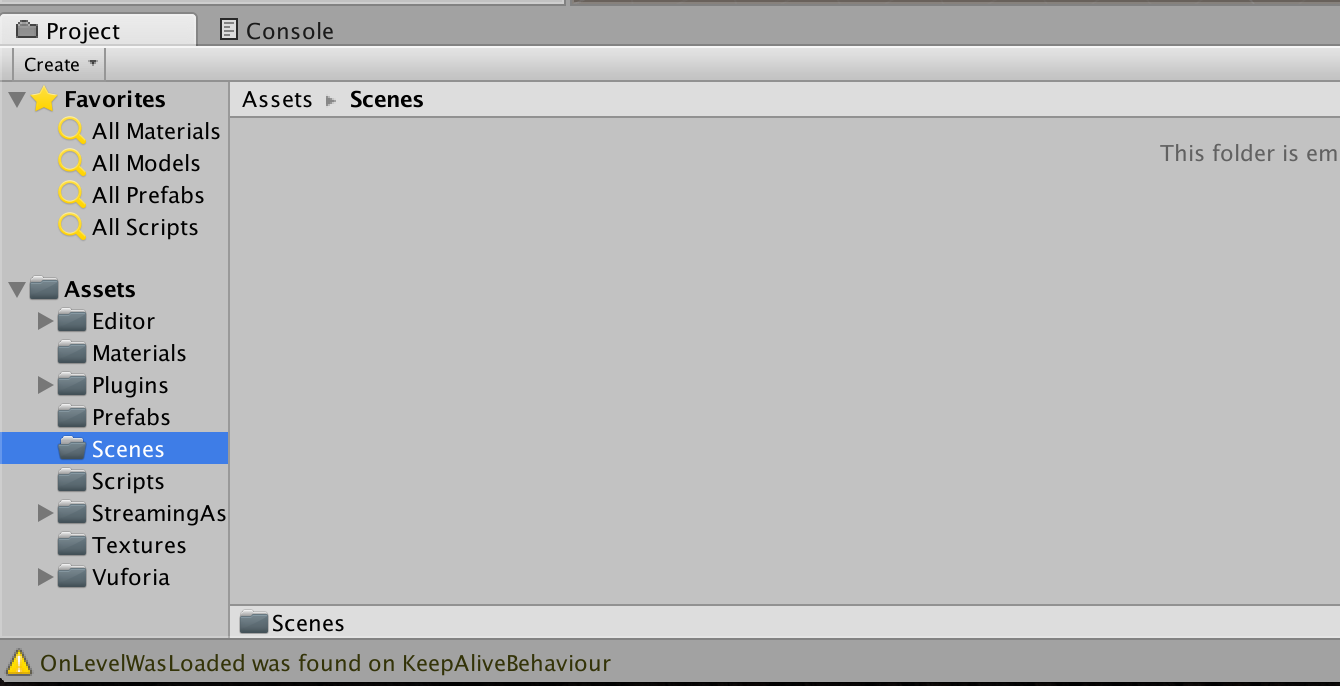 Project
Console
Create
Favorites
All Materials
All Models
All Prefabs
All Scripts
Assets
Editor
Materials
Plugins
Prefabs
Scenes
Scripts
StreamingAs
Textures
Vuforia
Assets Scenes
This folder is em
Scenes
OnLevelWasLoaded was found on KeepAliveBehaviour